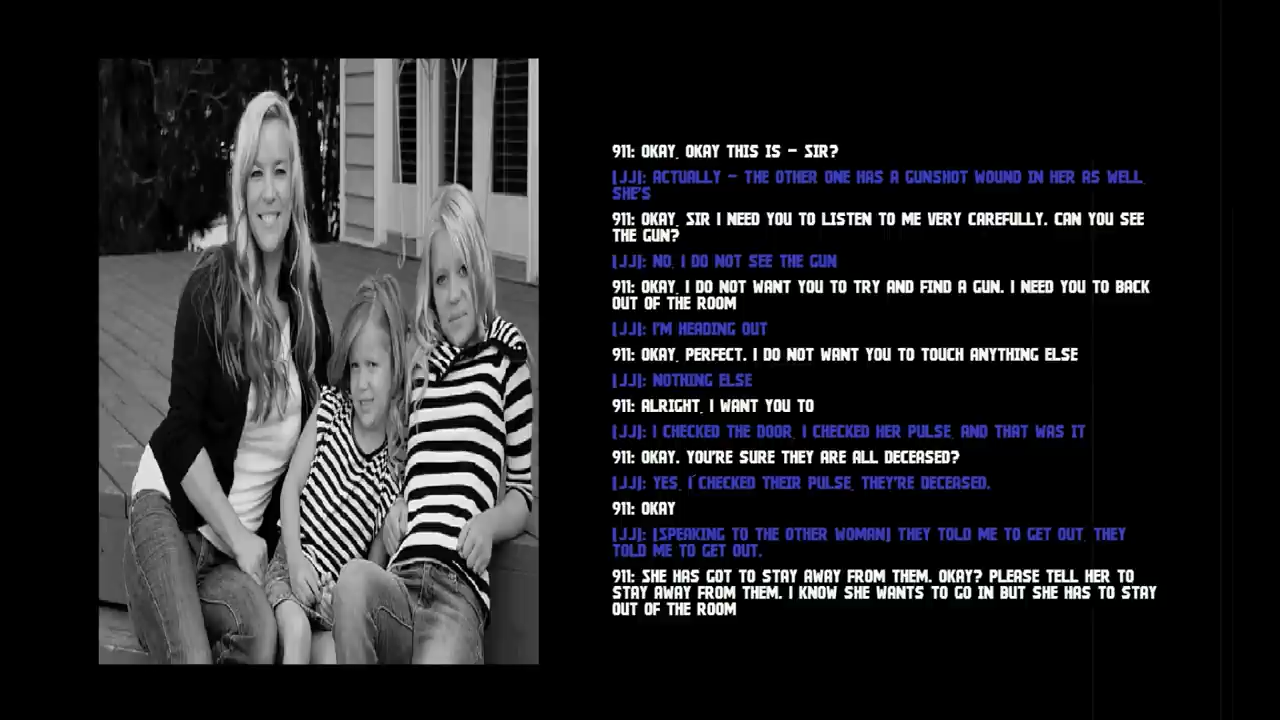 911: OKAY, OKAY THIS IS – SIR?
[JJ]: ACTUALLY – THE OTHER ONE HAS A GUNSHOT WOUND IN HER AS WELL,
SHE'S
911: OKAY, SIR I NEED YOU TO LISTEN TO ME VERY CAREFULLY. CAN YOU SEE
THE GUN?
[JJ]: NO, I DO NOT SEE THE GUN
911: OKAY, I DO NOT WANT YOU TO TRY AND FIND A GUN. I NEED YOU TO BACK
OUT OF THE ROOM
[JJ]: I'M HEADING OUT
911: OKAY, PERFECT. I DO NOT WANT YOU TO TOUCH ANYTHING ELSE
[JJ]: NOTHING ELSE
911: ALRIGHT, I WANT YOU TO
[JJ]: I CHECKED THE DOOR, I CHECKED HER PULSE, AND THAT WAS IT
911: OKAY. YOU'RE SURE THEY ARE ALL DECEASED?
[JJ]: YES, I CHECKED THEIR PULSE, THEY'RE DECEASED.
911: OKAY
[JJ]: [SPEAKING TO THE OTHER WOMAN] THEY TOLD ME TO GET OUT, THEY
TOLD ME TO GET OUT.
911: SHE HAS GOT TO STAY AWAY FROM THEM. OKAY? PLEASE TELL HER TO
STAY AWAY FROM THEM. I KNOW SHE WANTS TO GO IN BUT SHE HAS TO STAY
OUT OF THE ROOM